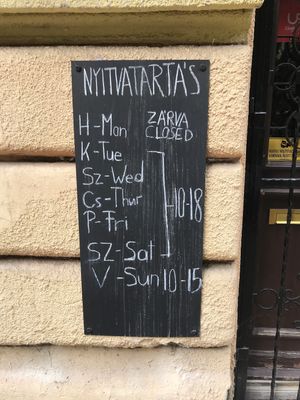 NYITVATARTÁS
H-Mon ZÁRVA CLOSED
K-Tue
Sz-Wed
Cs-Thur 10-18
P-Fri
SZ-Sat
V-Sun 10-15